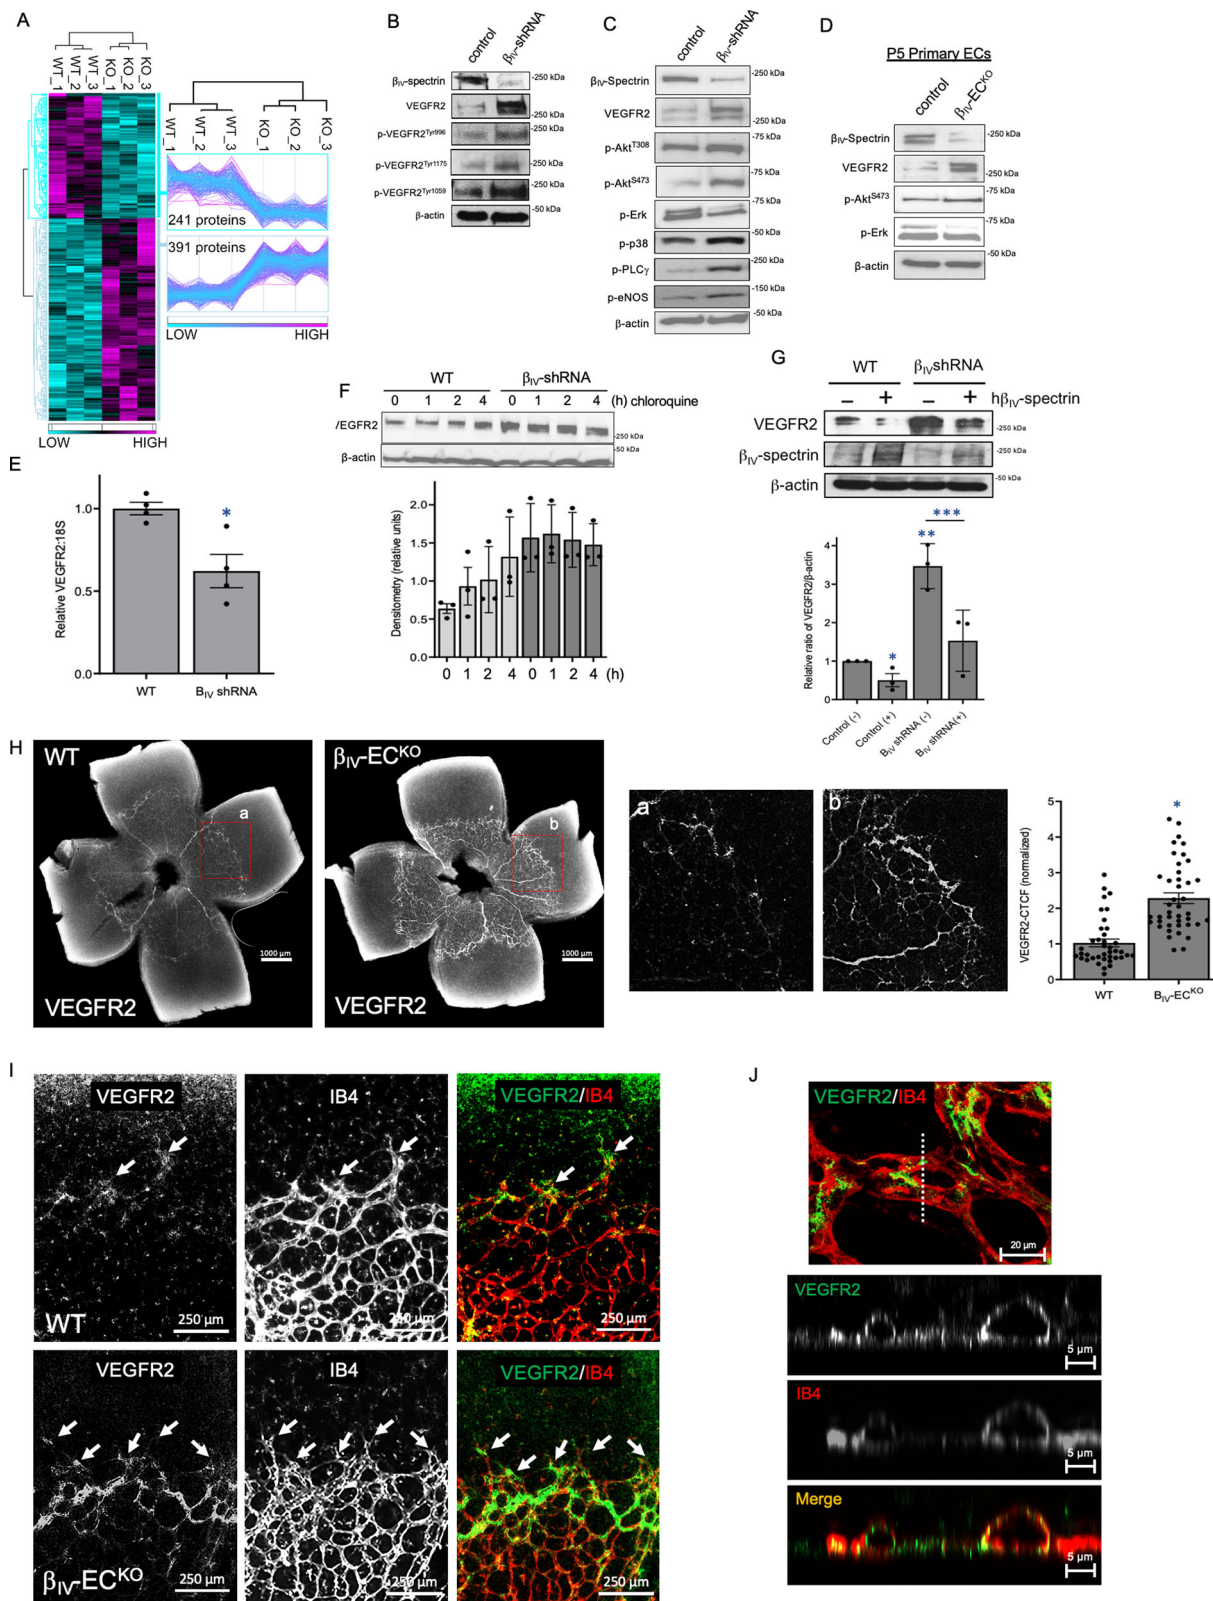 A
WT_1
WT_2
WT_3
KO_1
KO_2
KO_3
WT_1
WT_2
WT_3
KO_1
KO_2
KO_3
241 proteins
391 proteins
LOW
HIGH
LOW
HIGH
B
control
βIV-shRNA
βIV-spectrin
-250 kDa
VEGFR2
-250 kDa
p-VEGFR2Tyr996
-250 kDa
p-VEGFR2Tyr1175
-250 kDa
p-VEGFR2Tyr1059
-250 kDa
β-actin
-50 kDa
C
control
βIV-shRNA
βIV-Spectrin
-250 kDa
VEGFR2
-250 kDa
p-AktT308
-75 kDa
p-AktS473
-75 kDa
p-Erk
-50 kDa
p-p38
-50 kDa
p-PLCγ
-150 kDa
p-eNOS
-150 kDa
β-actin
-50 kDa
D
P5 Primary ECs
control
βIV-ECKO
βIV-Spectrin
-250 kDa
VEGFR2
-250 kDa
p-AktS473
-75 kDa
p-Erk
-75 kDa
β-actin
-50 kDa
E
Relative VEGFR2:18S
1.0
0.5
0.0
*
WT
BIV shRNA
F
WT
βIV-shRNA
0 1 2 4 0 1 2 4 (h) chloroquine
/EGFR2
-250 kDa
β-actin
-50 kDa
Densitometry (relative units)
2.0
1.5
1.0
0.5
0.0
0 1 2 4 0 1 2 4 (h)
G
WT
βIVshRNA
– + – + hβIV-spectrin
VEGFR2
-250 kDa
βIV-spectrin
-250 kDa
β-actin
-50 kDa
Relative ratio of VEGFR2/β-actin
4
3
2
1
0
*
**
***
Control (-)
Control (+)
BIV shRNA (-)
BIV shRNA(+)
H
WT
a
1000 µm
VEGFR2
βIV-ECKO
b
1000 µm
VEGFR2
a
b
VEGFR2-CTCF (normalized)
5
4
3
2
1
0
*
WT
BIV-ECKO
I
VEGFR2
WT
250 µm
IB4
250 µm
VEGFR2/IB4
250 µm
VEGFR2
βIV-ECKO
250 µm
IB4
250 µm
VEGFR2/IB4
250 µm
J
VEGFR2/IB4
20 µm
VEGFR2
5 µm
IB4
5 µm
Merge
5 µm